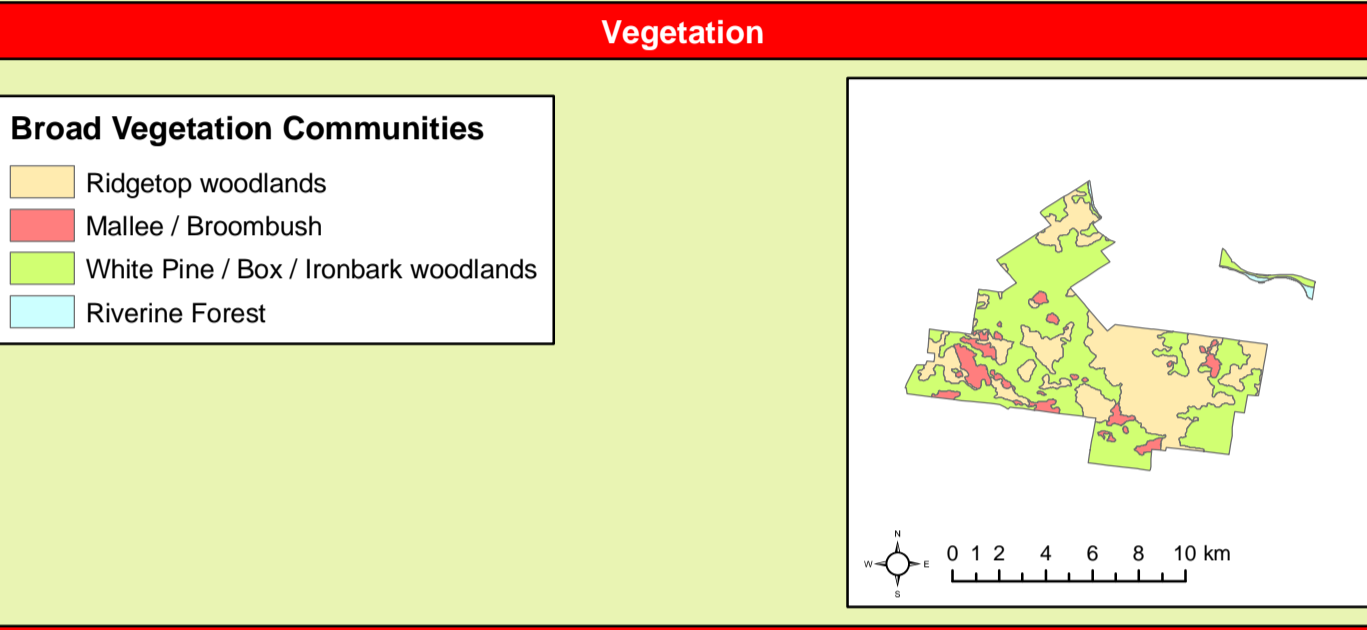 Vegetation
Broad Vegetation Communities
Ridgetop woodlands
Mallee / Broombush
White Pine / Box / Ironbark woodlands
Riverine Forest
N
W E
S
0 1 2 4 6 8 10 km